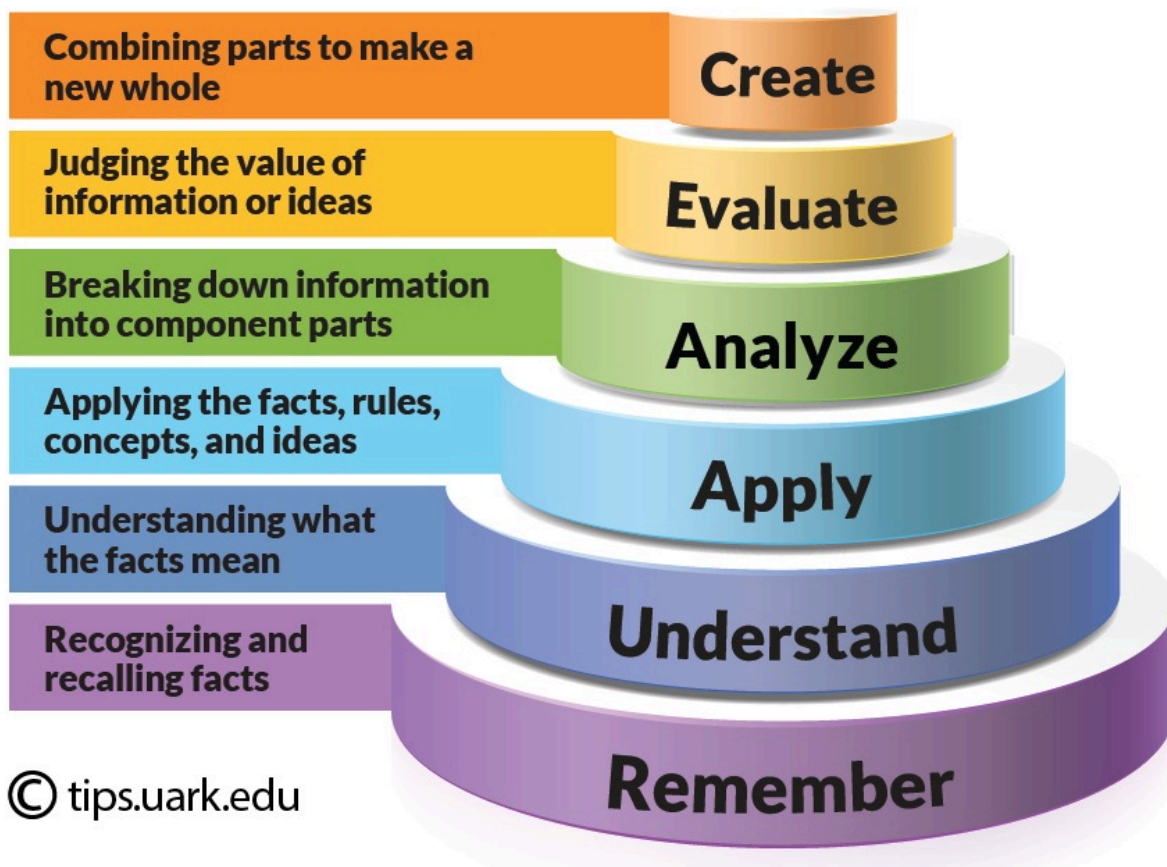 Combining parts to make a
new whole
Create
Judging the value of
information or ideas
Evaluate
Breaking down information
into component parts
Analyze
Applying the facts, rules,
concepts, and ideas
Apply
Understanding what
the facts mean
Understand
Recognizing and
recalling facts
Remember
© tips.uark.edu